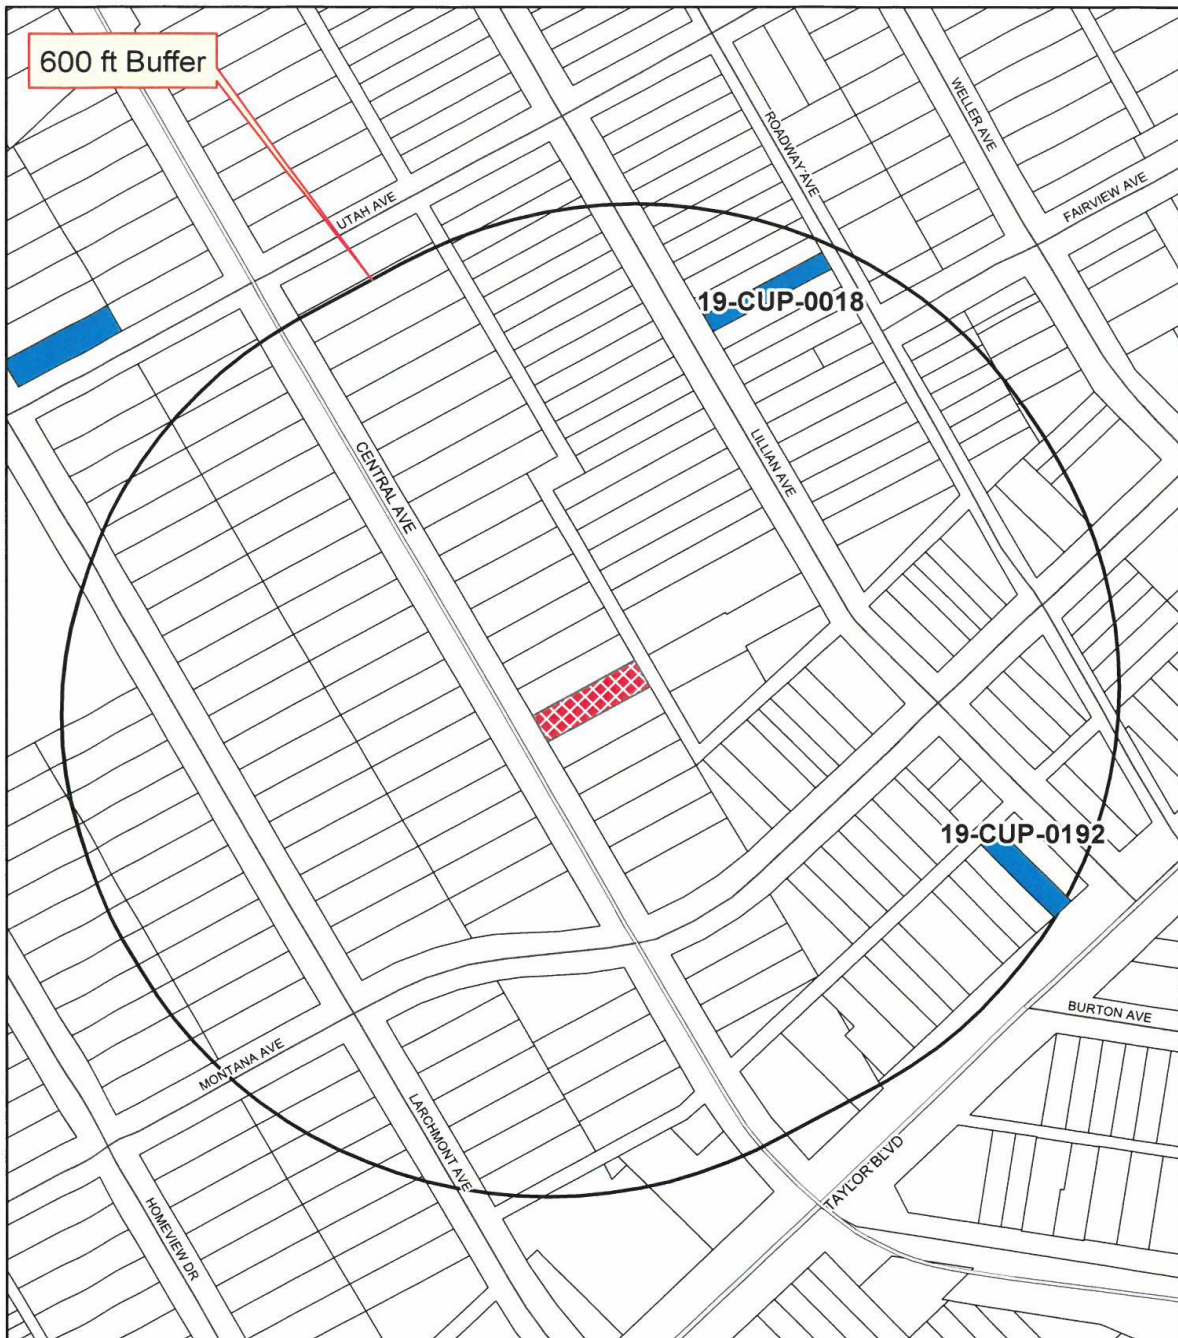 600 ft Buffer
WELLER AVE
ROADWAY AVE
FAIRVIEW AVE
UTAH AVE
19-CUP-0018
CENTRAL AVE
LILLIAN AVE
19-CUP-0192
BURTON AVE
MONTANA AVE
LARCHMONT AVE
TAYLOR BLVD
HOMEVIEW DR